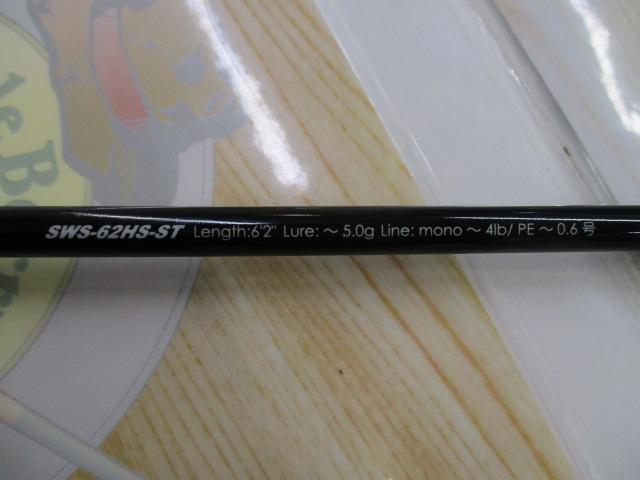 SWS-62HS-ST Length:6'2" Lure: ～ 5.0g Line: mono ～ 4lb/ PE ～ 0.6 号